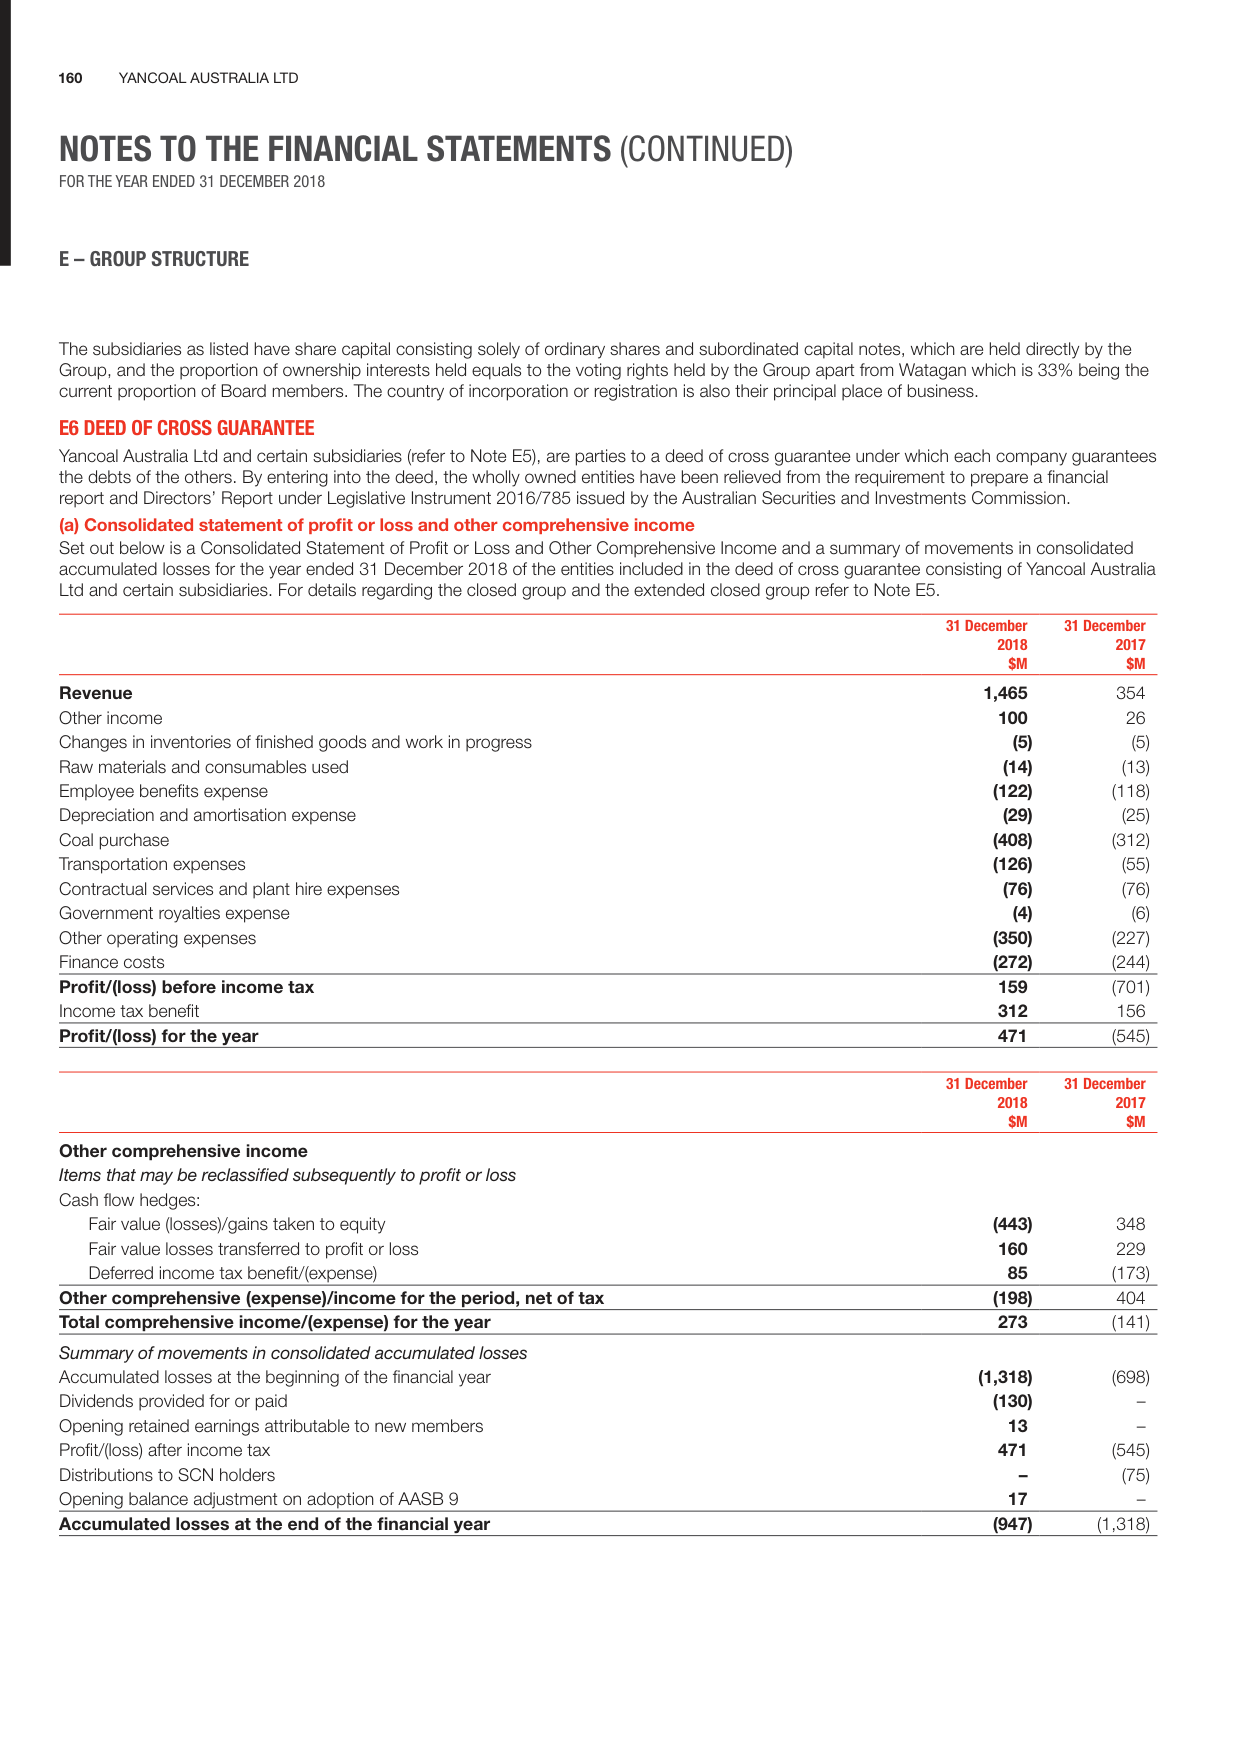 160 YANCOAL AUSTRALIA LTD
NOTES TO THE FINANCIAL STATEMENTS (CONTINUED)
FOR THE YEAR ENDED 31 DECEMBER 2018
E – GROUP STRUCTURE
The subsidiaries as listed have share capital consisting solely of ordinary shares and subordinated capital notes, which are held directly by the
Group, and the proportion of ownership interests held equals to the voting rights held by the Group apart from Watagan which is 33% being the
current proportion of Board members. The country of incorporation or registration is also their principal place of business.
E6 DEED OF CROSS GUARANTEE
Yancoal Australia Ltd and certain subsidiaries (refer to Note E5), are parties to a deed of cross guarantee under which each company guarantees
the debts of the others. By entering into the deed, the wholly owned entities have been relieved from the requirement to prepare a financial
report and Directors' Report under Legislative Instrument 2016/785 issued by the Australian Securities and Investments Commission.
(a) Consolidated statement of profit or loss and other comprehensive income
Set out below is a Consolidated Statement of Profit or Loss and Other Comprehensive Income and a summary of movements in consolidated
accumulated losses for the year ended 31 December 2018 of the entities included in the deed of cross guarantee consisting of Yancoal Australia
Ltd and certain subsidiaries. For details regarding the closed group and the extended closed group refer to Note E5.
31 December 31 December
2018 2017
$M $M
Revenue 1,465 354
Other income 100 26
Changes in inventories of finished goods and work in progress (5) (5)
Raw materials and consumables used (14) (13)
Employee benefits expense (122) (118)
Depreciation and amortisation expense (29) (25)
Coal purchase (408) (312)
Transportation expenses (126) (55)
Contractual services and plant hire expenses (76) (76)
Government royalties expense (4) (6)
Other operating expenses (350) (227)
Finance costs (272) (244)
Profit/(loss) before income tax 159 (701)
Income tax benefit 312 156
Profit/(loss) for the year 471 (545)
31 December 31 December
2018 2017
$M $M
Other comprehensive income
Items that may be reclassified subsequently to profit or loss
Cash flow hedges:
Fair value (losses)/gains taken to equity (443) 348
Fair value losses transferred to profit or loss 160 229
Deferred income tax benefit/(expense) 85 (173)
Other comprehensive (expense)/income for the period, net of tax (198) 404
Total comprehensive income/(expense) for the year 273 (141)
Summary of movements in consolidated accumulated losses
Accumulated losses at the beginning of the financial year (1,318) (698)
Dividends provided for or paid (130) –
Opening retained earnings attributable to new members 13 –
Profit/(loss) after income tax 471 (545)
Distributions to SCN holders – (75)
Opening balance adjustment on adoption of AASB 9 17 –
Accumulated losses at the end of the financial year (947) (1,318)